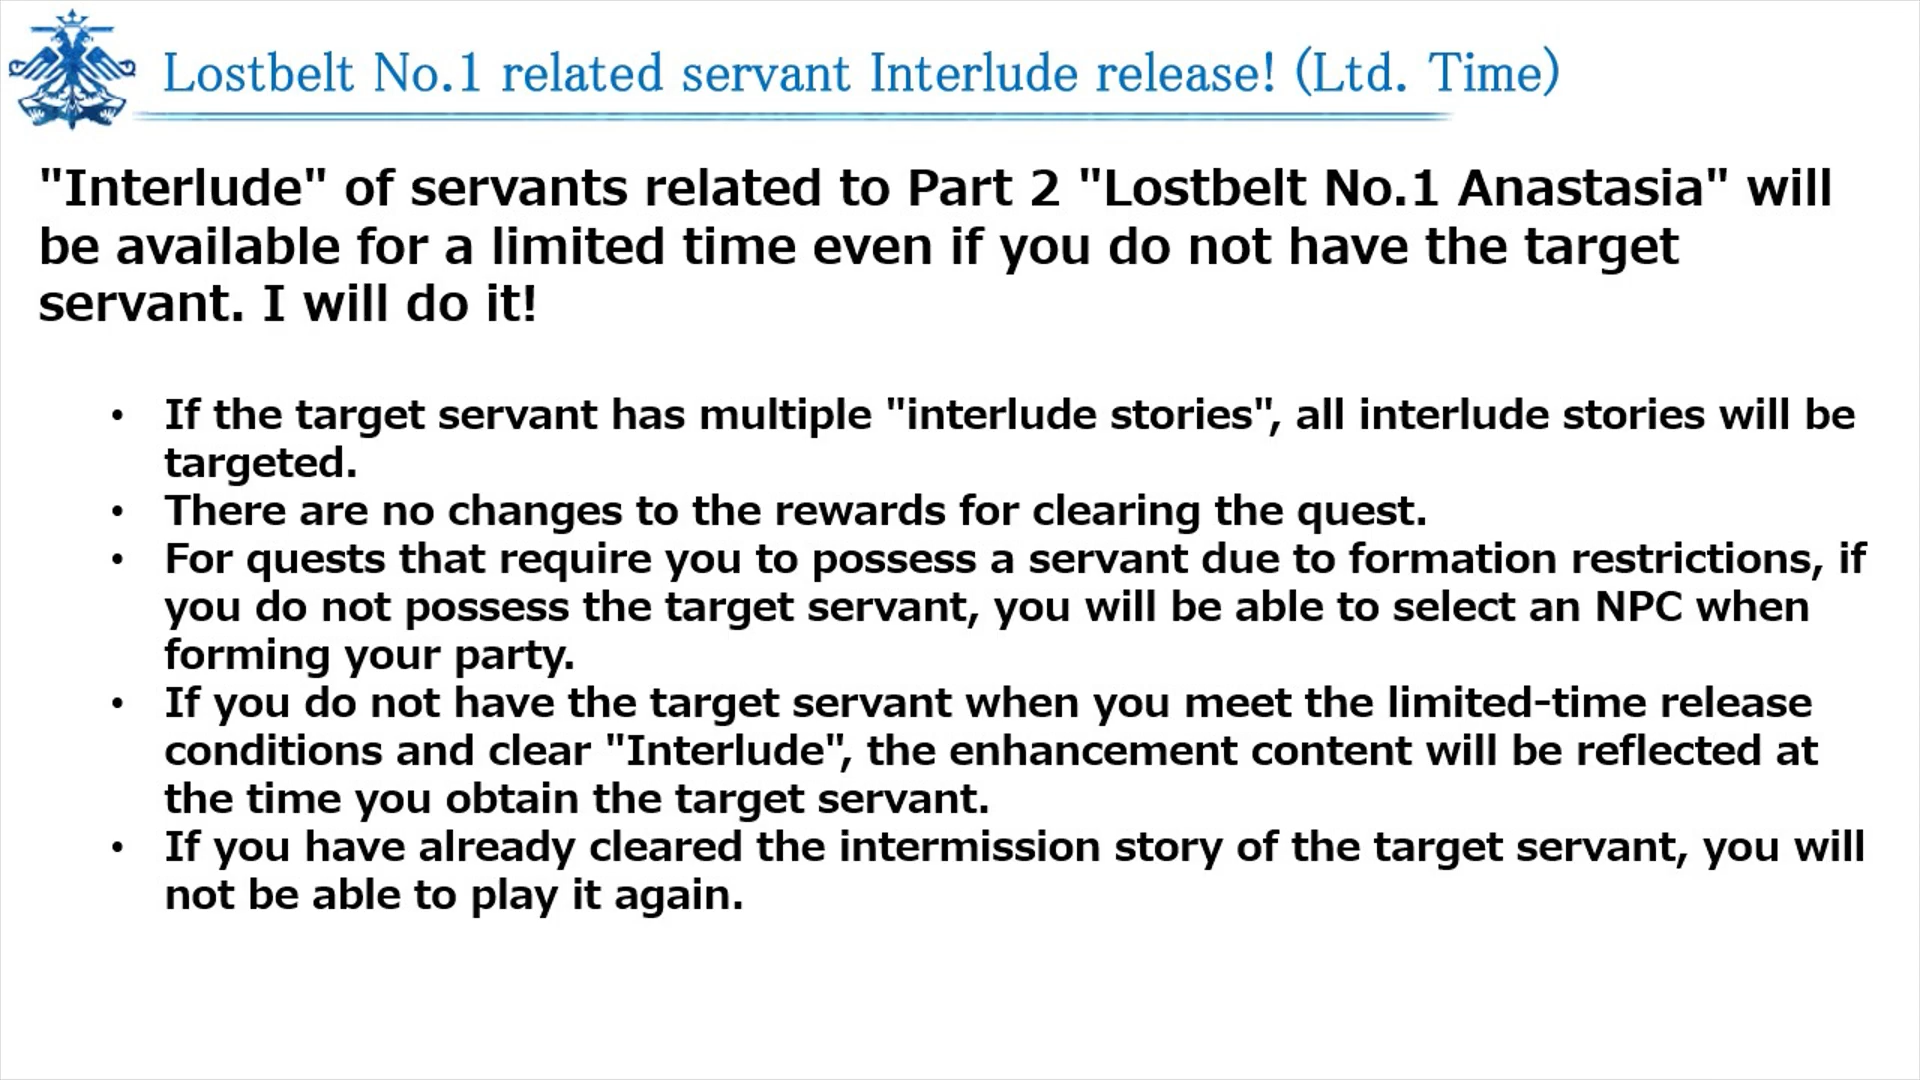 Lostbelt No.1 related servant Interlude release! (Ltd. Time)
"Interlude" of servants related to Part 2 "Lostbelt No.1 Anastasia" will
be available for a limited time even if you do not have the target
servant. I will do it!
• If the target servant has multiple "interlude stories", all interlude stories will be
targeted.
• There are no changes to the rewards for clearing the quest.
• For quests that require you to possess a servant due to formation restrictions, if
you do not possess the target servant, you will be able to select an NPC when
forming your party.
• If you do not have the target servant when you meet the limited-time release
conditions and clear "Interlude", the enhancement content will be reflected at
the time you obtain the target servant.
• If you have already cleared the intermission story of the target servant, you will
not be able to play it again.